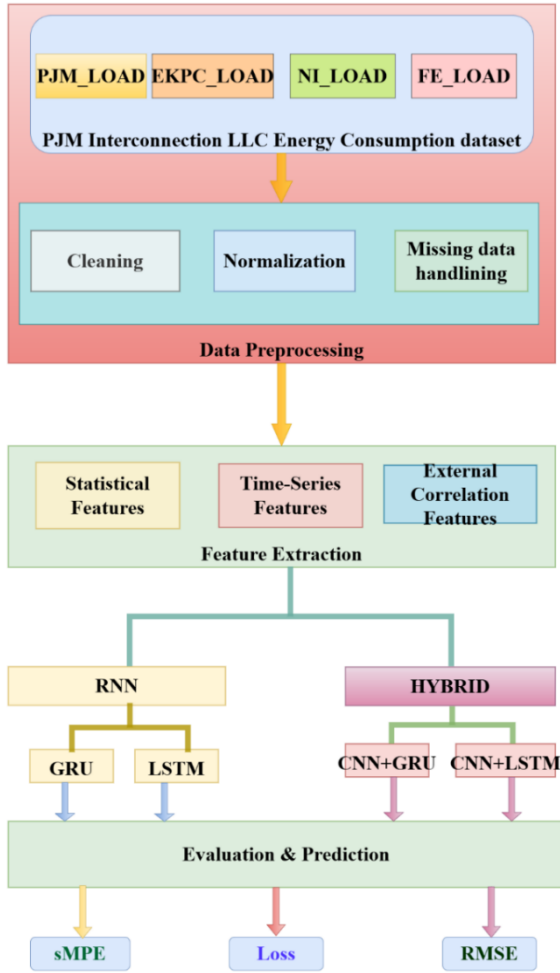 PJM_LOAD EKPC_LOAD NI_LOAD FE_LOAD
PJM Interconnection LLC Energy Consumption dataset
Cleaning Normalization Missing data
handlining
Data Preprocessing
Statistical
Features
Time-Series
Features
External
Correlation
Features
Feature Extraction
RNN HYBRID
GRU LSTM CNN+GRU CNN+LSTM
Evaluation & Prediction
sMPE Loss RMSE